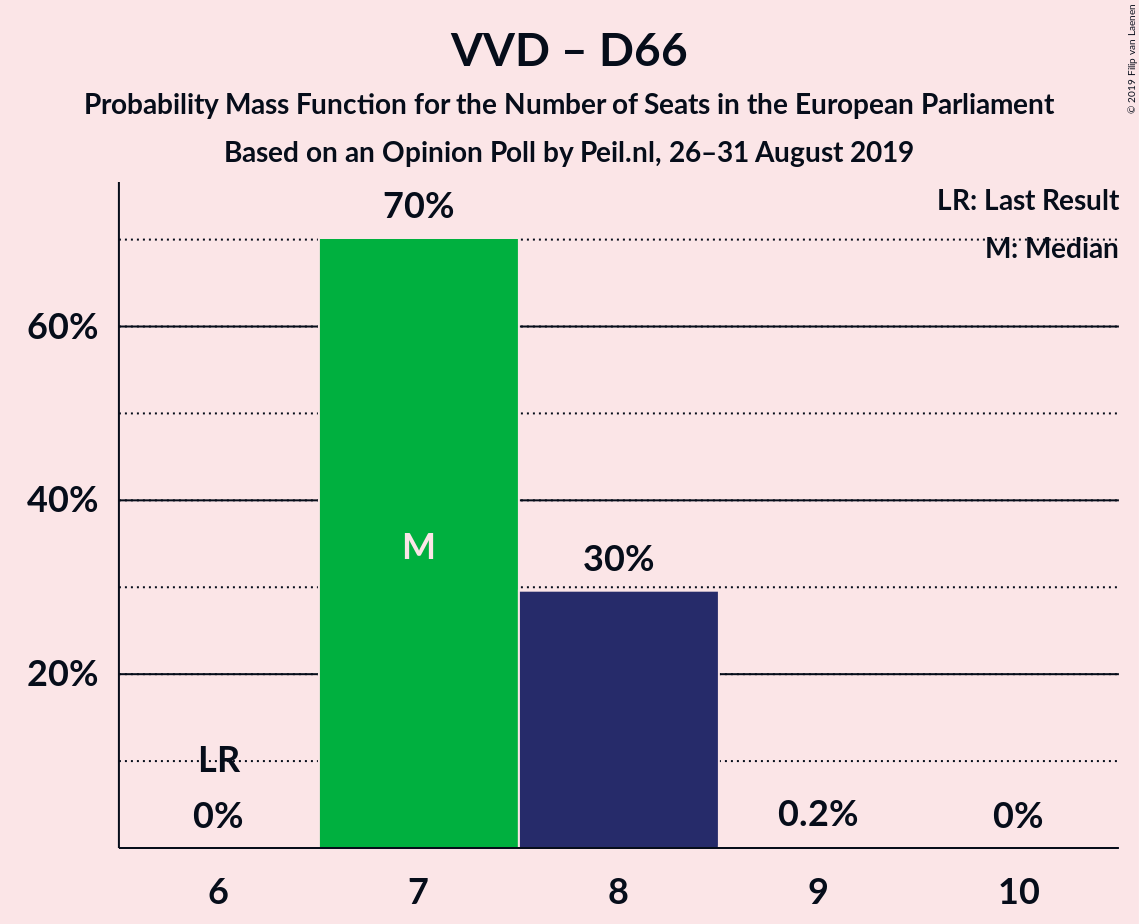 VVD – D66
Probability Mass Function for the Number of Seats in the European Parliament
Based on an Opinion Poll by Peil.nl, 26–31 August 2019
© 2019 Filip van Laenen
LR: Last Result
M: Median
70%
60%
40%
20%
M
30%
LR
0%
0.2%
0%
6
7
8
9
10